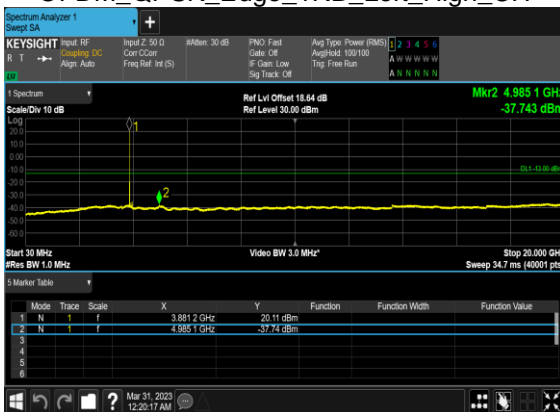 Spectrum Analyzer 1
Swept SA
KEYSIGHT Input: RF Input Z: 50 Ω #Atten: 30 dB PNO: Fast Avg Type: Power (RMS) 1 2 3 4 5 6
R T Coupling: DC Corr CCorr Gate: Off Avg|Hold: 100/100 A W W W W W
Align: Auto Freq Ref: Int (S) IF Gain: Low Trig: Free Run
Sig Track: Off A N N N N N
1 Spectrum Ref Lvl Offset 18.64 dB Mkr2 4.985 1 GHz
Scale/Div 10 dB Ref Level 30.00 dBm -37.743 dBm
Log
20.0
10.0
0.00
-10.0
-20.0
-30.0
-40.0
-50.0
-60.0
1
2
DL1 -13.00 dBm
Start 30 MHz Video BW 3.0 MHz* Stop 20.000 GH
#Res BW 1.0 MHz Sweep 34.7 ms (40001 pts
5 Marker Table
Mode Trace Scale X Y Function Function Width Function Value
1 N 1 f 3.881 2 GHz 20.11 dBm
2 N 1 f 4.985 1 GHz -37.74 dBm
3
4
5
6
? Mar 31, 2023
12:20:17 AM